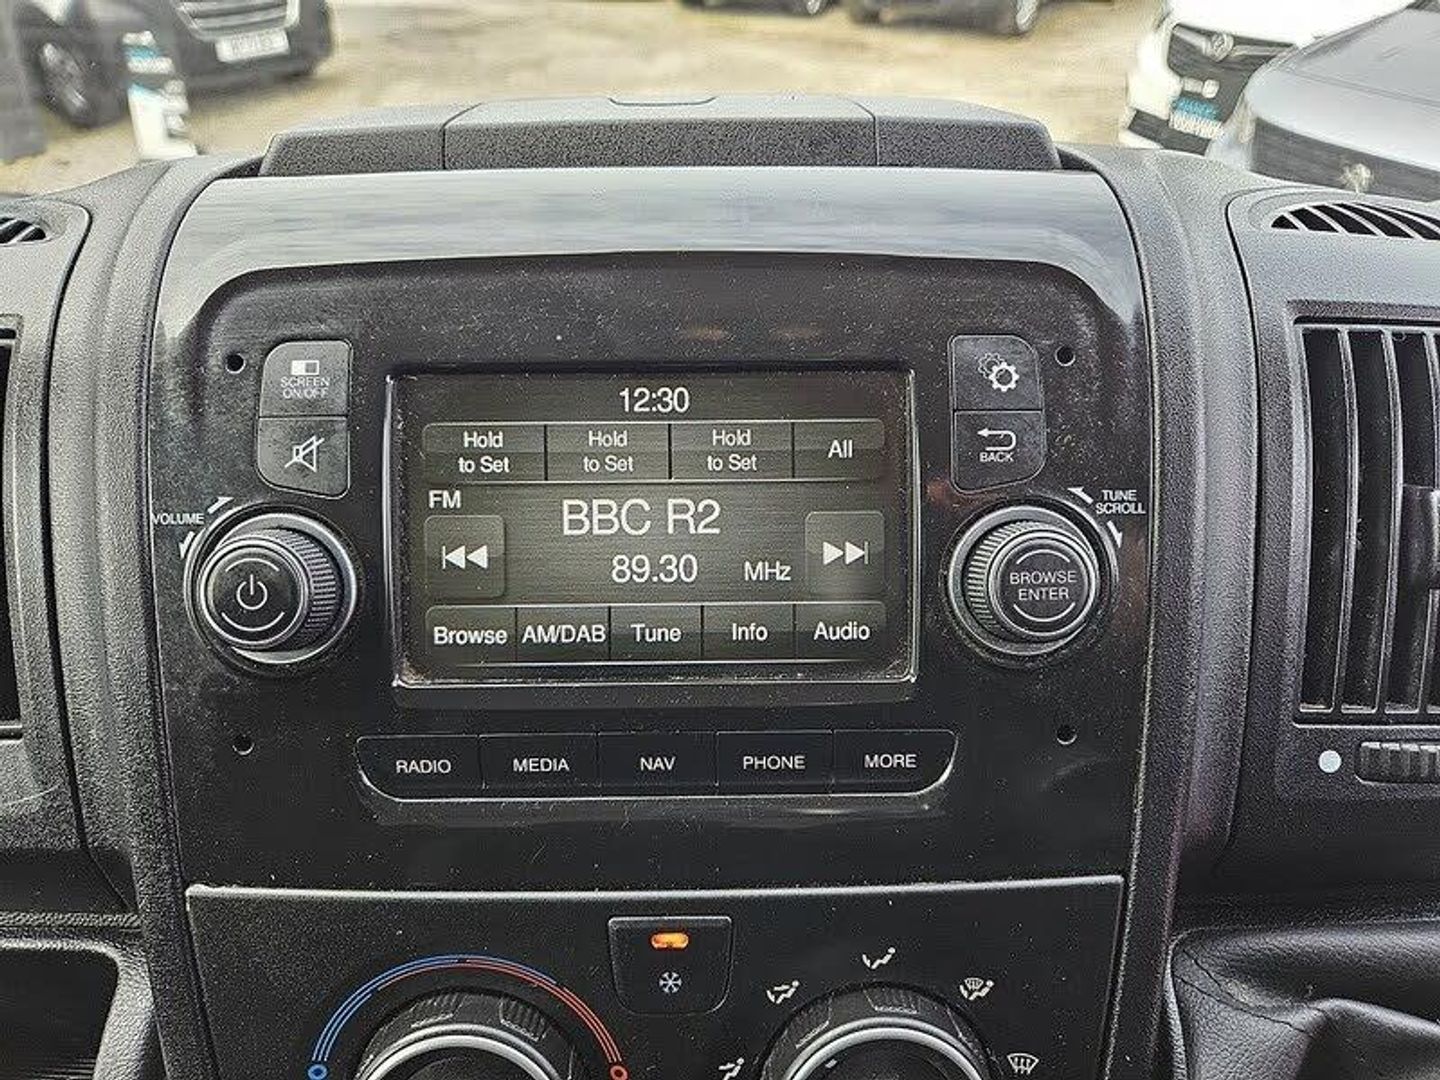 SCREEN
ON/OFF
VOLUME
12:30
Hold to Set Hold to Set Hold to Set All
FM
BBC R2
89.30 MHz
Browse AM/DAB Tune Info Audio
BACK
TUNE
SCROLL
BROWSE
ENTER
RADIO MEDIA NAV PHONE MORE